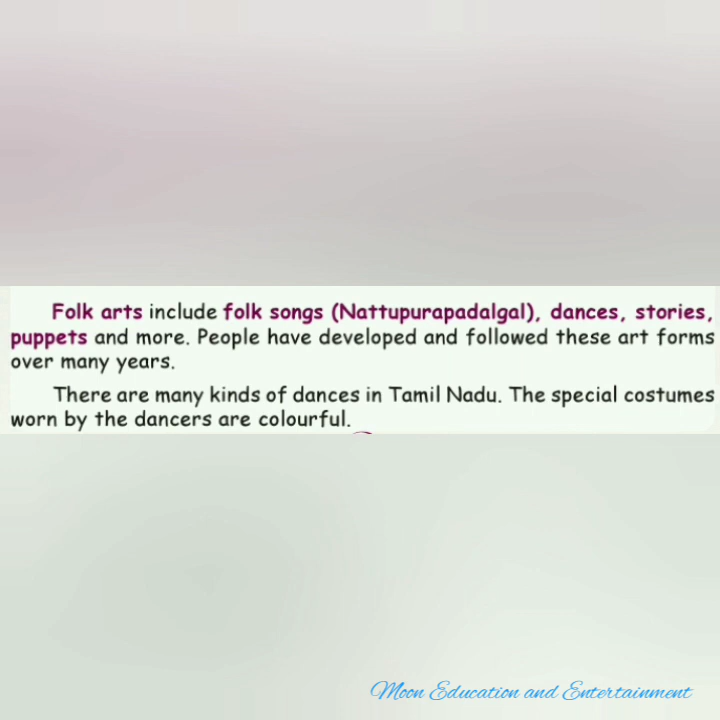 Folk arts include folk songs (Nattupurapadalgal), dances, stories,
puppets and more. People have developed and followed these art forms
over many years.
There are many kinds of dances in Tamil Nadu. The special costumes
worn by the dancers are colourful.
Moon Education and Entertainment